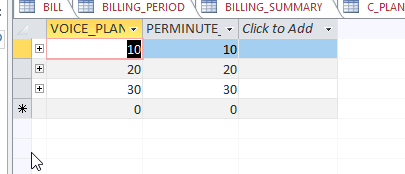 BILL BILLING_PERIOD BILLING_SUMMARY C_PLAN
VOICE_PLAN PERMINUTE_ Click to Add
10 10
20 20
30 30
0 0